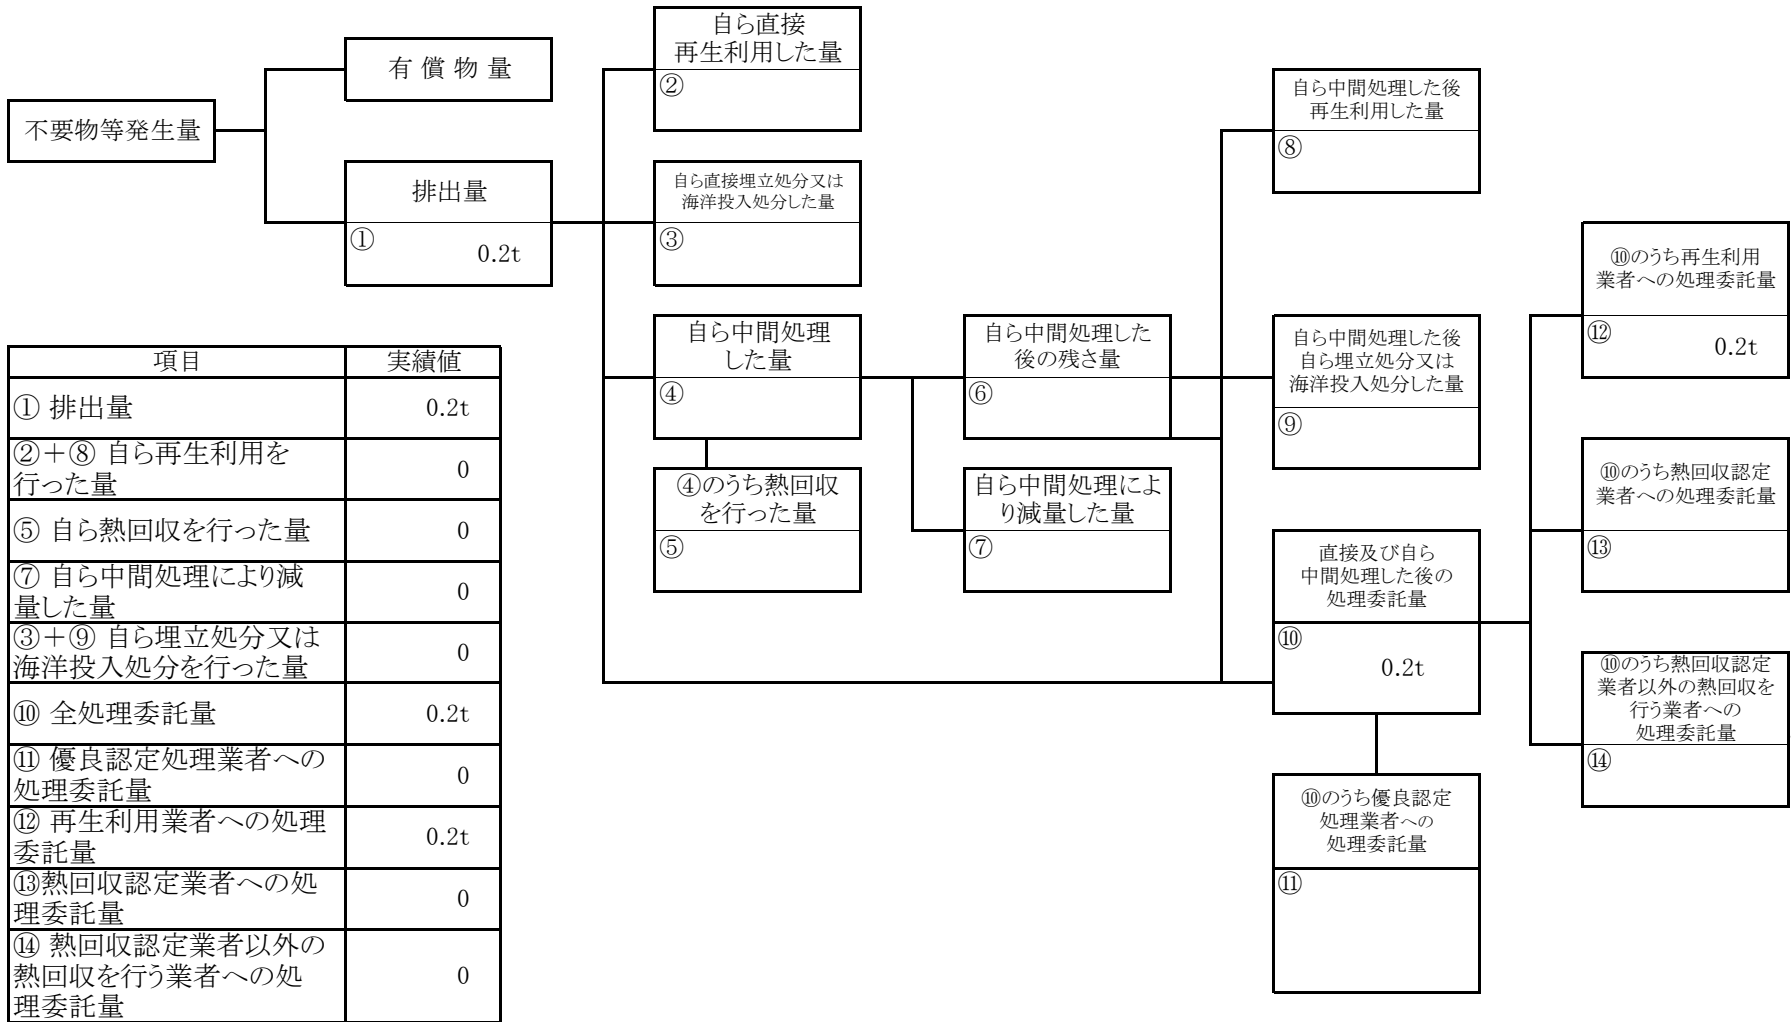 不要物等発生量
有 償 物 量
排出量
①
0.2t
自ら直接
再生利用した量
②
自ら直接埋立処分又は
海洋投入処分した量
③
自ら中間処理
した量
④
④のうち熱回収
を行った量
⑤
自ら中間処理した
後の残さ量
⑥
自ら中間処理によ
り減量した量
⑦
自ら中間処理した後
再生利用した量
⑧
自ら中間処理した後
自ら埋立処分又は
海洋投入処分した量
⑨
直接及び自ら
中間処理した後の
処理委託量
⑩
0.2t
⑩のうち優良認定
処理業者への
処理委託量
⑪
⑩のうち再生利用
業者への処理委託量
⑫
0.2t
⑩のうち熱回収認定
業者への処理委託量
⑬
⑩のうち熱回収認定
業者以外の熱回収を
行う業者への
処理委託量
⑭
項目 実績値
① 排出量 0.2t
②＋⑧ 自ら再生利用を
行った量 0
⑤ 自ら熱回収を行った量 0
⑦ 自ら中間処理により減
量した量 0
③＋⑨ 自ら埋立処分又は
海洋投入処分を行った量 0
⑩ 全処理委託量 0.2t
⑪ 優良認定処理業者への
処理委託量 0
⑫ 再生利用業者への処理
委託量 0.2t
⑬熱回収認定業者への処
理委託量 0
⑭ 熱回収認定業者以外の
熱回収を行う業者への処
理委託量 0